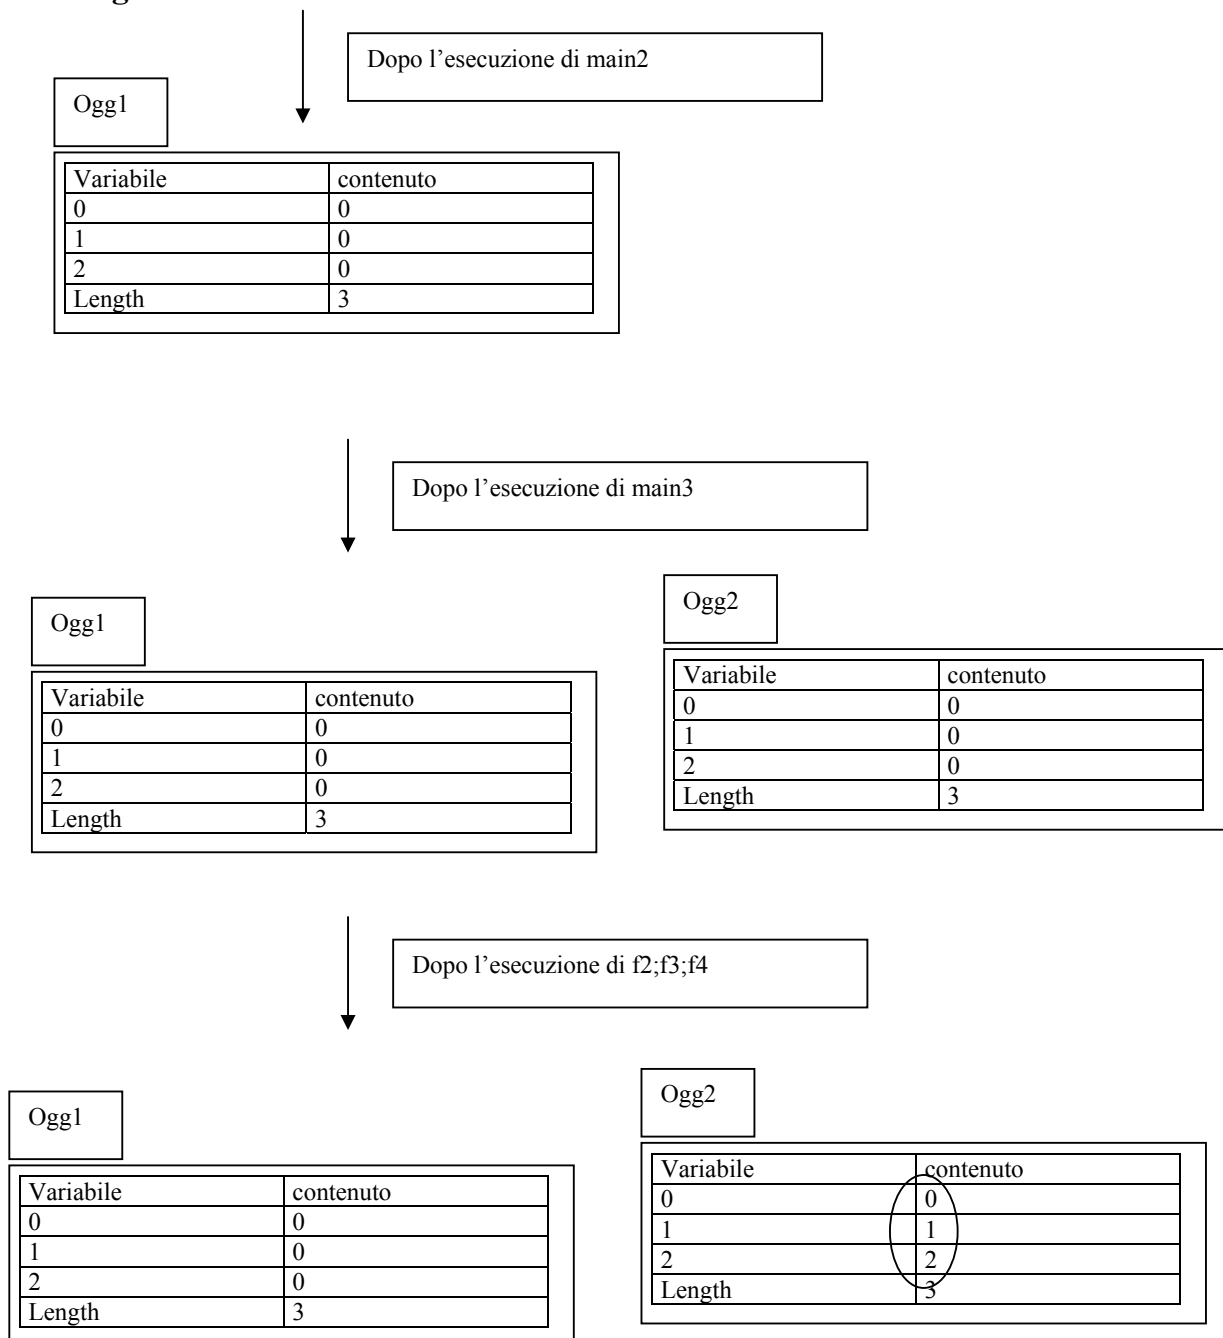 Dopo l'esecuzione di main2
Ogg1
Variabile contenuto
0 0
1 0
2 0
Length 3
Dopo l'esecuzione di main3
Ogg1
Variabile contenuto
0 0
1 0
2 0
Length 3
Ogg2
Variabile contenuto
0 0
1 0
2 0
Length 3
Dopo l'esecuzione di f2;f3;f4
Ogg1
Variabile contenuto
0 0
1 0
2 0
Length 3
Ogg2
Variabile contenuto
0 0
1 1
2 2
Length 3